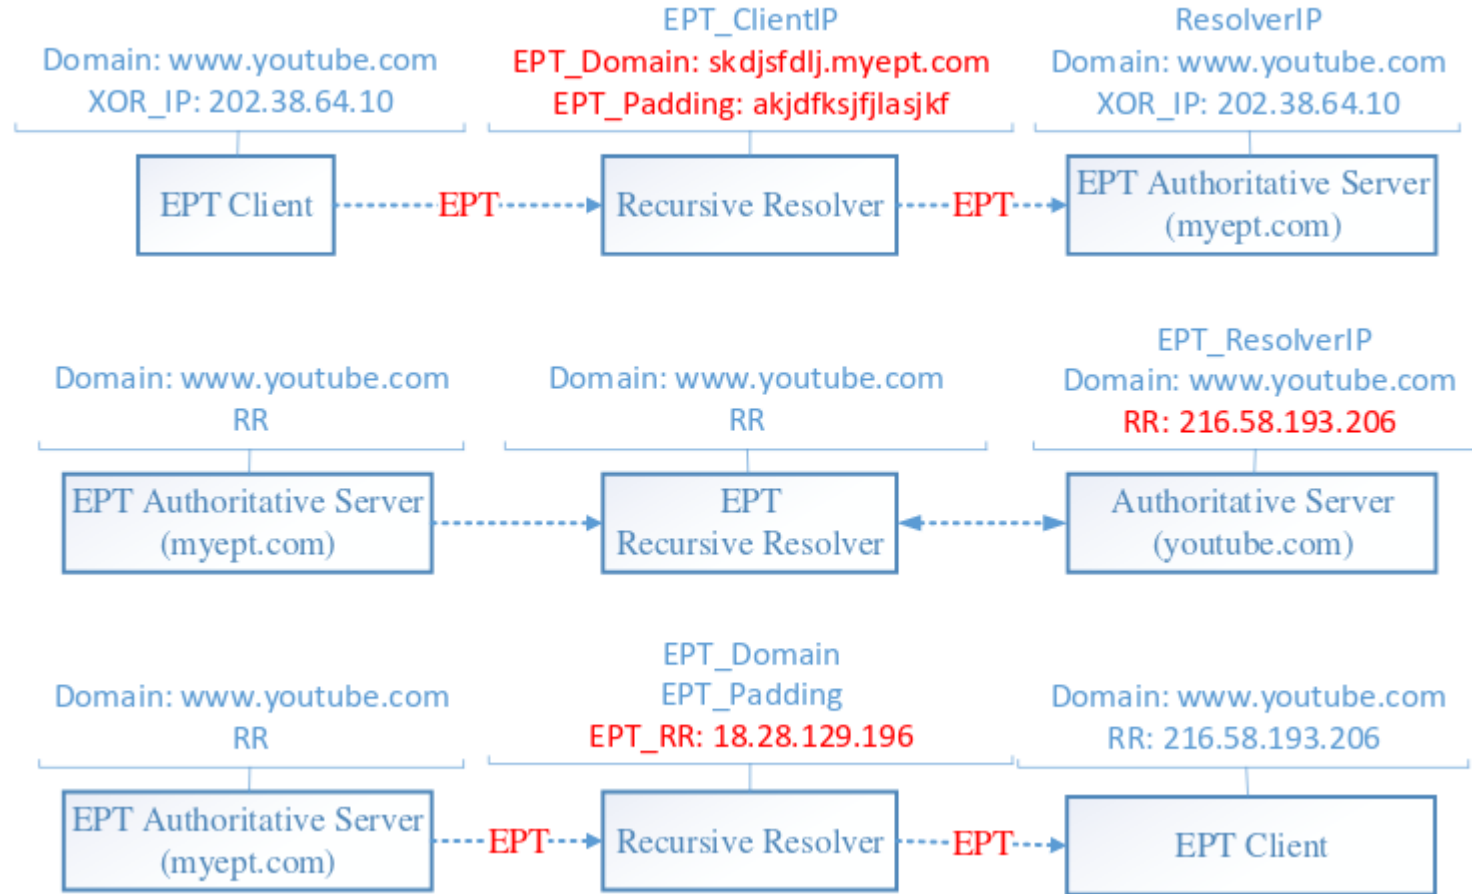 EPT_ClientIP
ResolverIP
Domain: www.youtube.com
EPT_Domain: skdjsfdlj.myept.com
Domain: www.youtube.com
XOR_IP: 202.38.64.10
EPT_Padding: akjdfksjfjlasjkf
XOR_IP: 202.38.64.10
EPT Client
EPT
Recursive Resolver
EPT
EPT Authoritative Server
(myept.com)
EPT_ResolverIP
Domain: www.youtube.com
Domain: www.youtube.com
Domain: www.youtube.com
RR
RR
RR: 216.58.193.206
EPT Authoritative Server
(myept.com)
EPT
Recursive Resolver
Authoritative Server
(youtube.com)
EPT_Domain
Domain: www.youtube.com
EPT_Padding
Domain: www.youtube.com
RR
EPT_RR: 18.28.129.196
RR: 216.58.193.206
EPT Authoritative Server
(myept.com)
EPT
Recursive Resolver
EPT
EPT Client